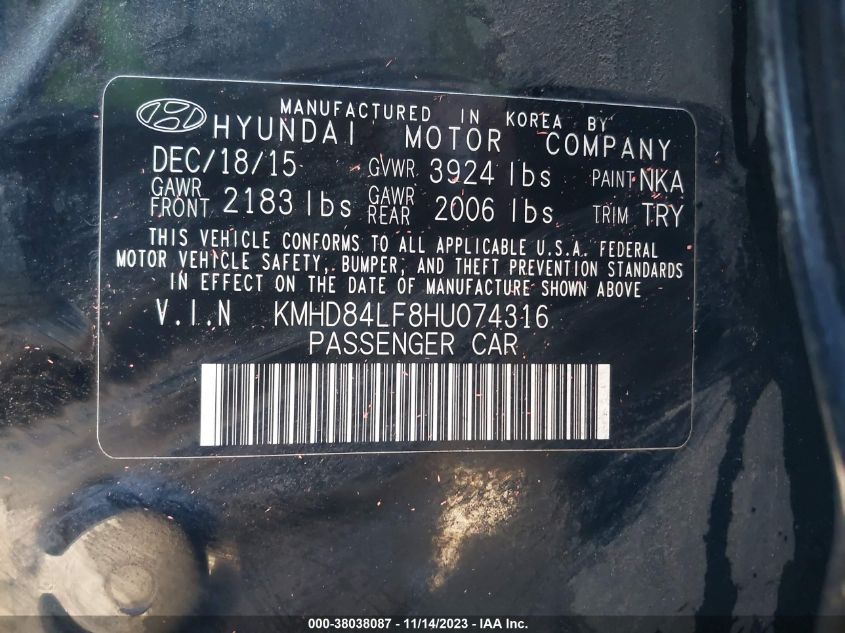 MANUFACTURED IN KOREA BY
HYUNDAI MOTOR COMPANY
DEC/18/15 GVWR 3924 lbs PAINT NKA
GAWR FRONT 2183 lbs GAWR REAR 2006 lbs TRIM TRY
THIS VEHICLE CONFORMS TO ALL APPLICABLE U.S.A. FEDERAL
MOTOR VEHICLE SAFETY, BUMPER, AND THEFT PREVENTION STANDARDS
IN EFFECT ON THE DATE OF MANUFACTURE SHOWN ABOVE.
V.I.N KMHD84LF8HU074316
PASSENGER CAR
000-38038087 - 11/14/2023 - IAA Inc.